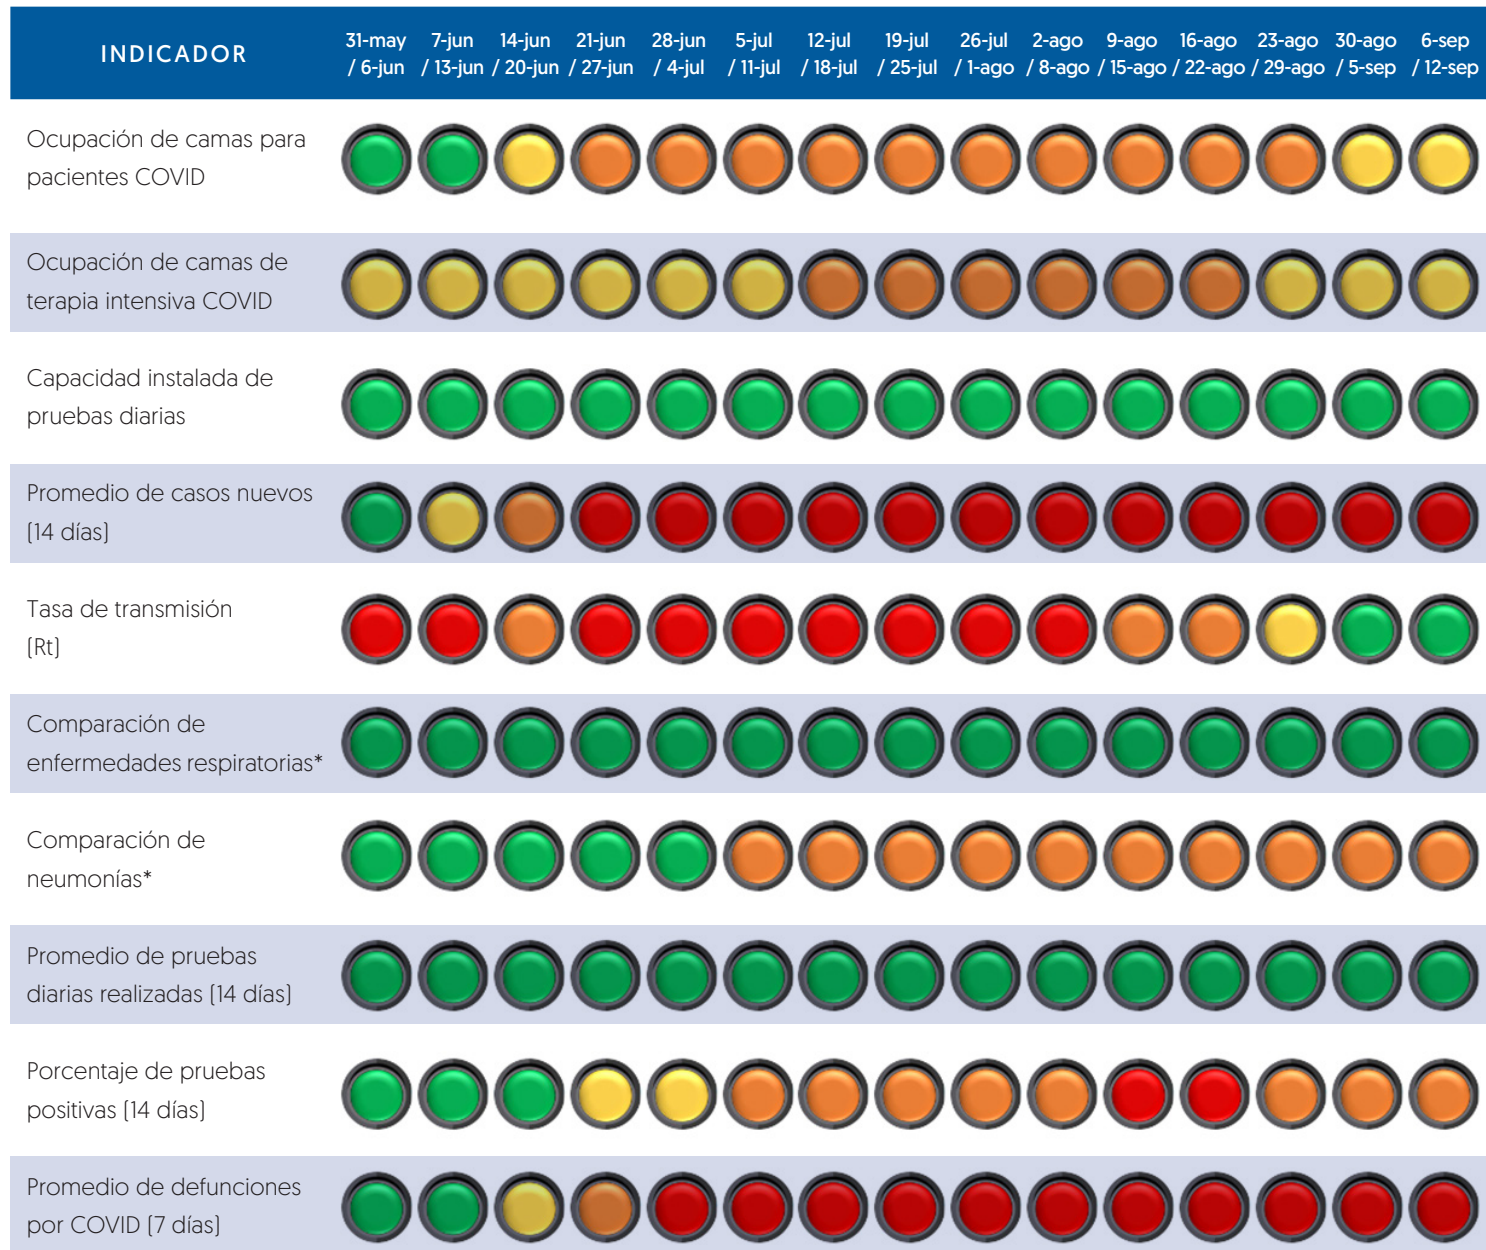 INDICADOR
31-may 7-jun 14-jun 21-jun 28-jun 5-jul 12-jul 19-jul 26-jul 2-ago 9-ago 16-ago 23-ago 30-ago 6-sep
/ 6-jun / 13-jun / 20-jun / 27-jun / 4-jul / 11-jul / 18-jul / 25-jul / 1-ago / 8-ago / 15-ago / 22-ago / 29-ago / 5-sep / 12-sep
Ocupación de camas para
pacientes COVID
Ocupación de camas de
terapia intensiva COVID
Capacidad instalada de
pruebas diarias
Promedio de casos nuevos
(14 días)
Tasa de transmisión
(Rt)
Comparación de
enfermedades respiratorias*
Comparación de
neumonías*
Promedio de pruebas
diarias realizadas (14 días)
Porcentaje de pruebas
positivas (14 días)
Promedio de defunciones
por COVID (7 días)